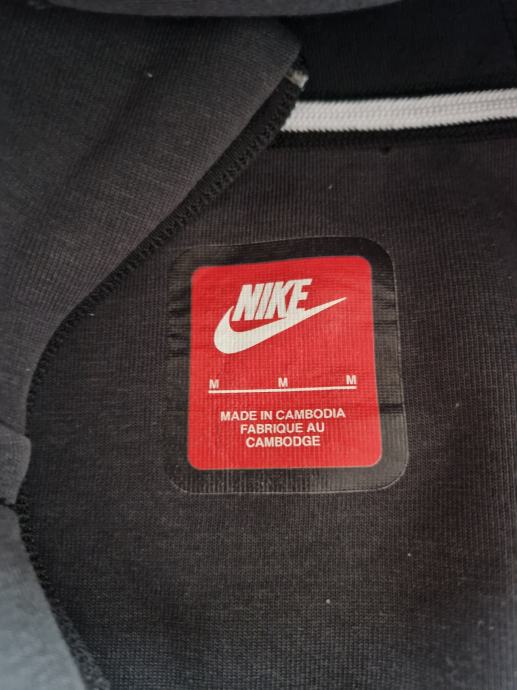 NIKE
M M M
MADE IN CAMBODIA
FABRIQUE AU
CAMBODGE